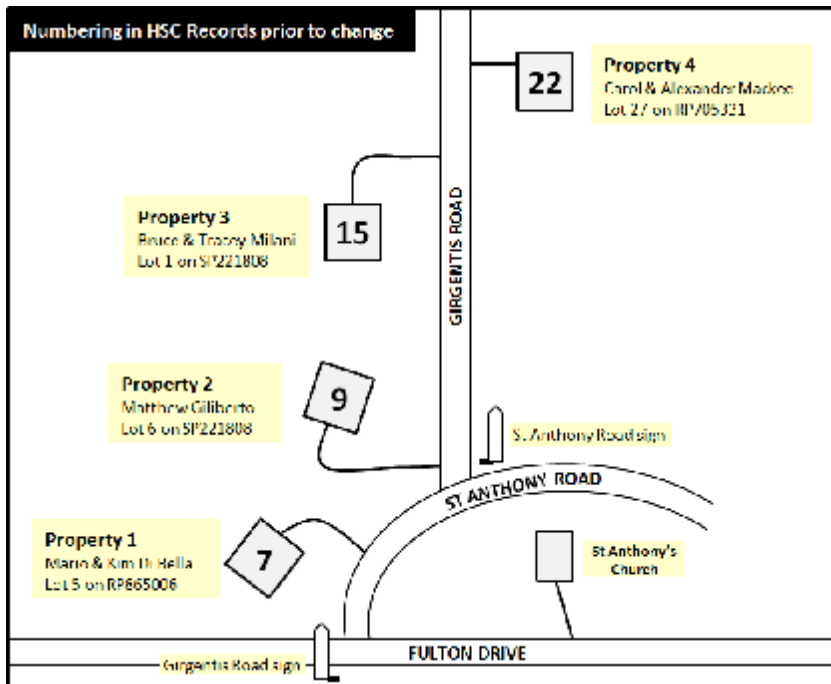 Numbering in HSC Records prior to change
22
Property 4
Carol & Alexander Mackee
Lot 27 on RP705331
15
Property 3
Bruce & Tracey Milani
Lot 1 on SP221808
GIRGENTIS ROAD
9
Property 2
Matthew Giliberto
Lot 6 on SP221808
St Anthony Road sign
ST ANTHONY ROAD
7
Property 1
Mario & Kim Di Bella
Lot 5 on RP865006
St Anthony's
Church
FULTON DRIVE
Girgentis Road sign